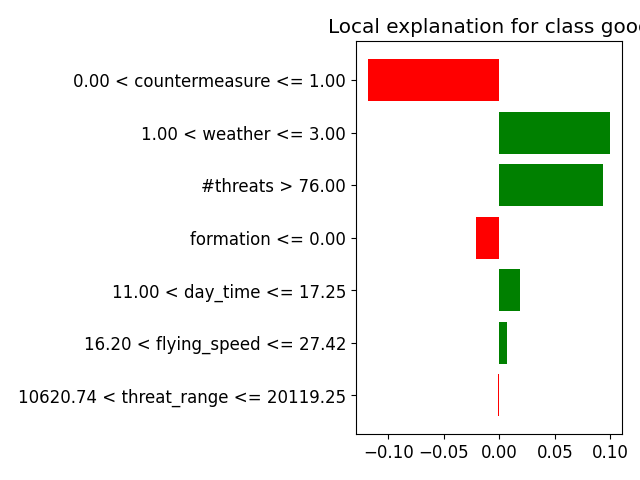 Local explanation for class good
0.00 < countermeasure <= 1.00
1.00 < weather <= 3.00
#threats > 76.00
formation <= 0.00
11.00 < day_time <= 17.25
16.20 < flying_speed <= 27.42
10620.74 < threat_range <= 20119.25
−0.10 −0.05 0.00 0.05 0.10